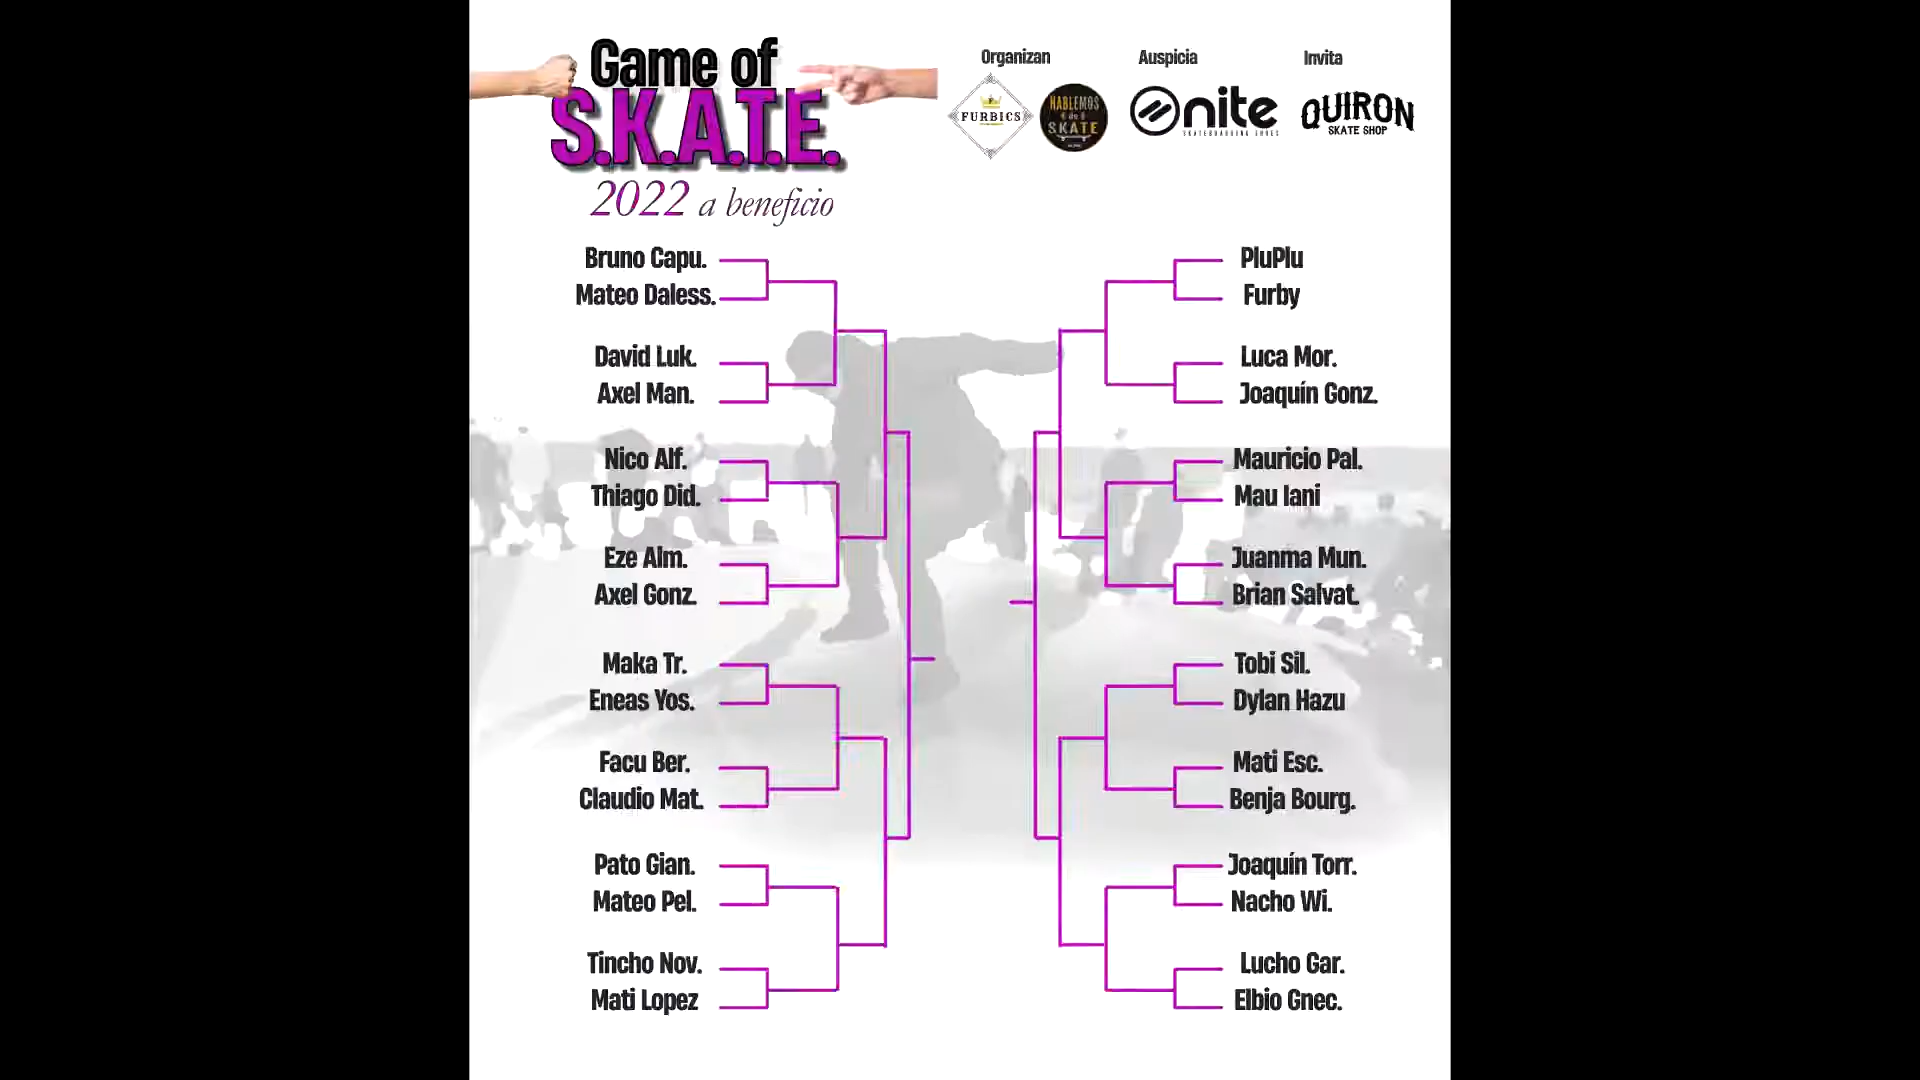 Game of
S.K.A.T.E.
2022 a beneficio
Organizan
FURBICS
HABLEMOS
de
SKATE
Auspicia
nite
SKATEBOARDING SHOES
Invita
QUIRON
SKATE SHOP
Bruno Capu.
Mateo Daless.
David Luk.
Axel Man.
Nico Alf.
Thiago Did.
Eze Alm.
Axel Gonz.
Maka Tr.
Eneas Yos.
Facu Ber.
Claudio Mat.
Pato Gian.
Mateo Pel.
Tincho Nov.
Mati Lopez
PluPlu
Furby
Luca Mor.
Joaquín Gonz.
Mauricio Pal.
Mau Iani
Juanma Mun.
Brian Salvat.
Tobi Sil.
Dylan Hazu
Mati Esc.
Benja Bourg.
Joaquín Torr.
Nacho Wi.
Lucho Gar.
Elbio Gnec.